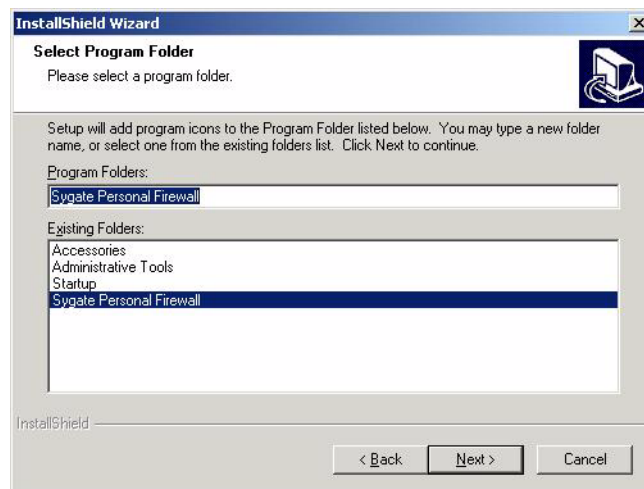 InstallShield Wizard
Select Program Folder
Please select a program folder.
Setup will add program icons to the Program Folder listed below. You may type a new folder
name, or select one from the existing folders list. Click Next to continue.
Program Folders:
Sygate Personal Firewall
Existing Folders:
Accessories
Administrative Tools
Startup
Sygate Personal Firewall
InstallShield
< Back
Next >
Cancel